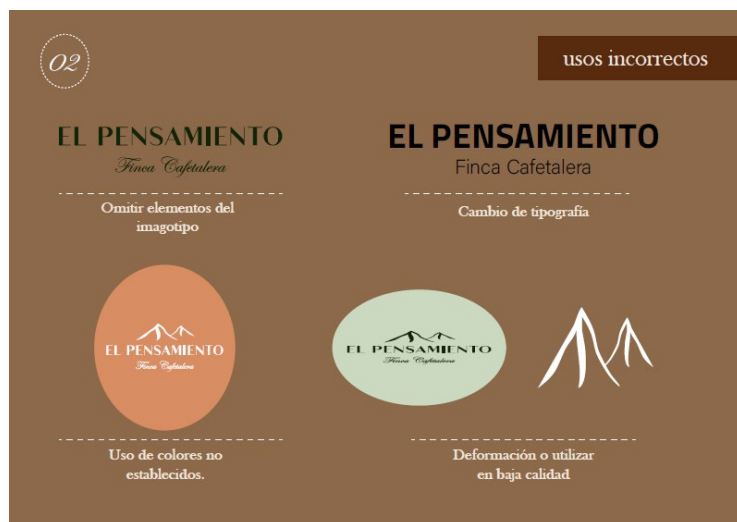 02
usos incorrectos
EL PENSAMIENTO
Finca Cafetalera
Omitir elementos del
imagotipo
EL PENSAMIENTO
Finca Cafetalera
Cambio de tipografía
EL PENSAMIENTO
Finca Cafetalera
Uso de colores no
establecidos.
EL PENSAMIENTO
Finca Cafetalera
Deformación o utilizar
en baja calidad